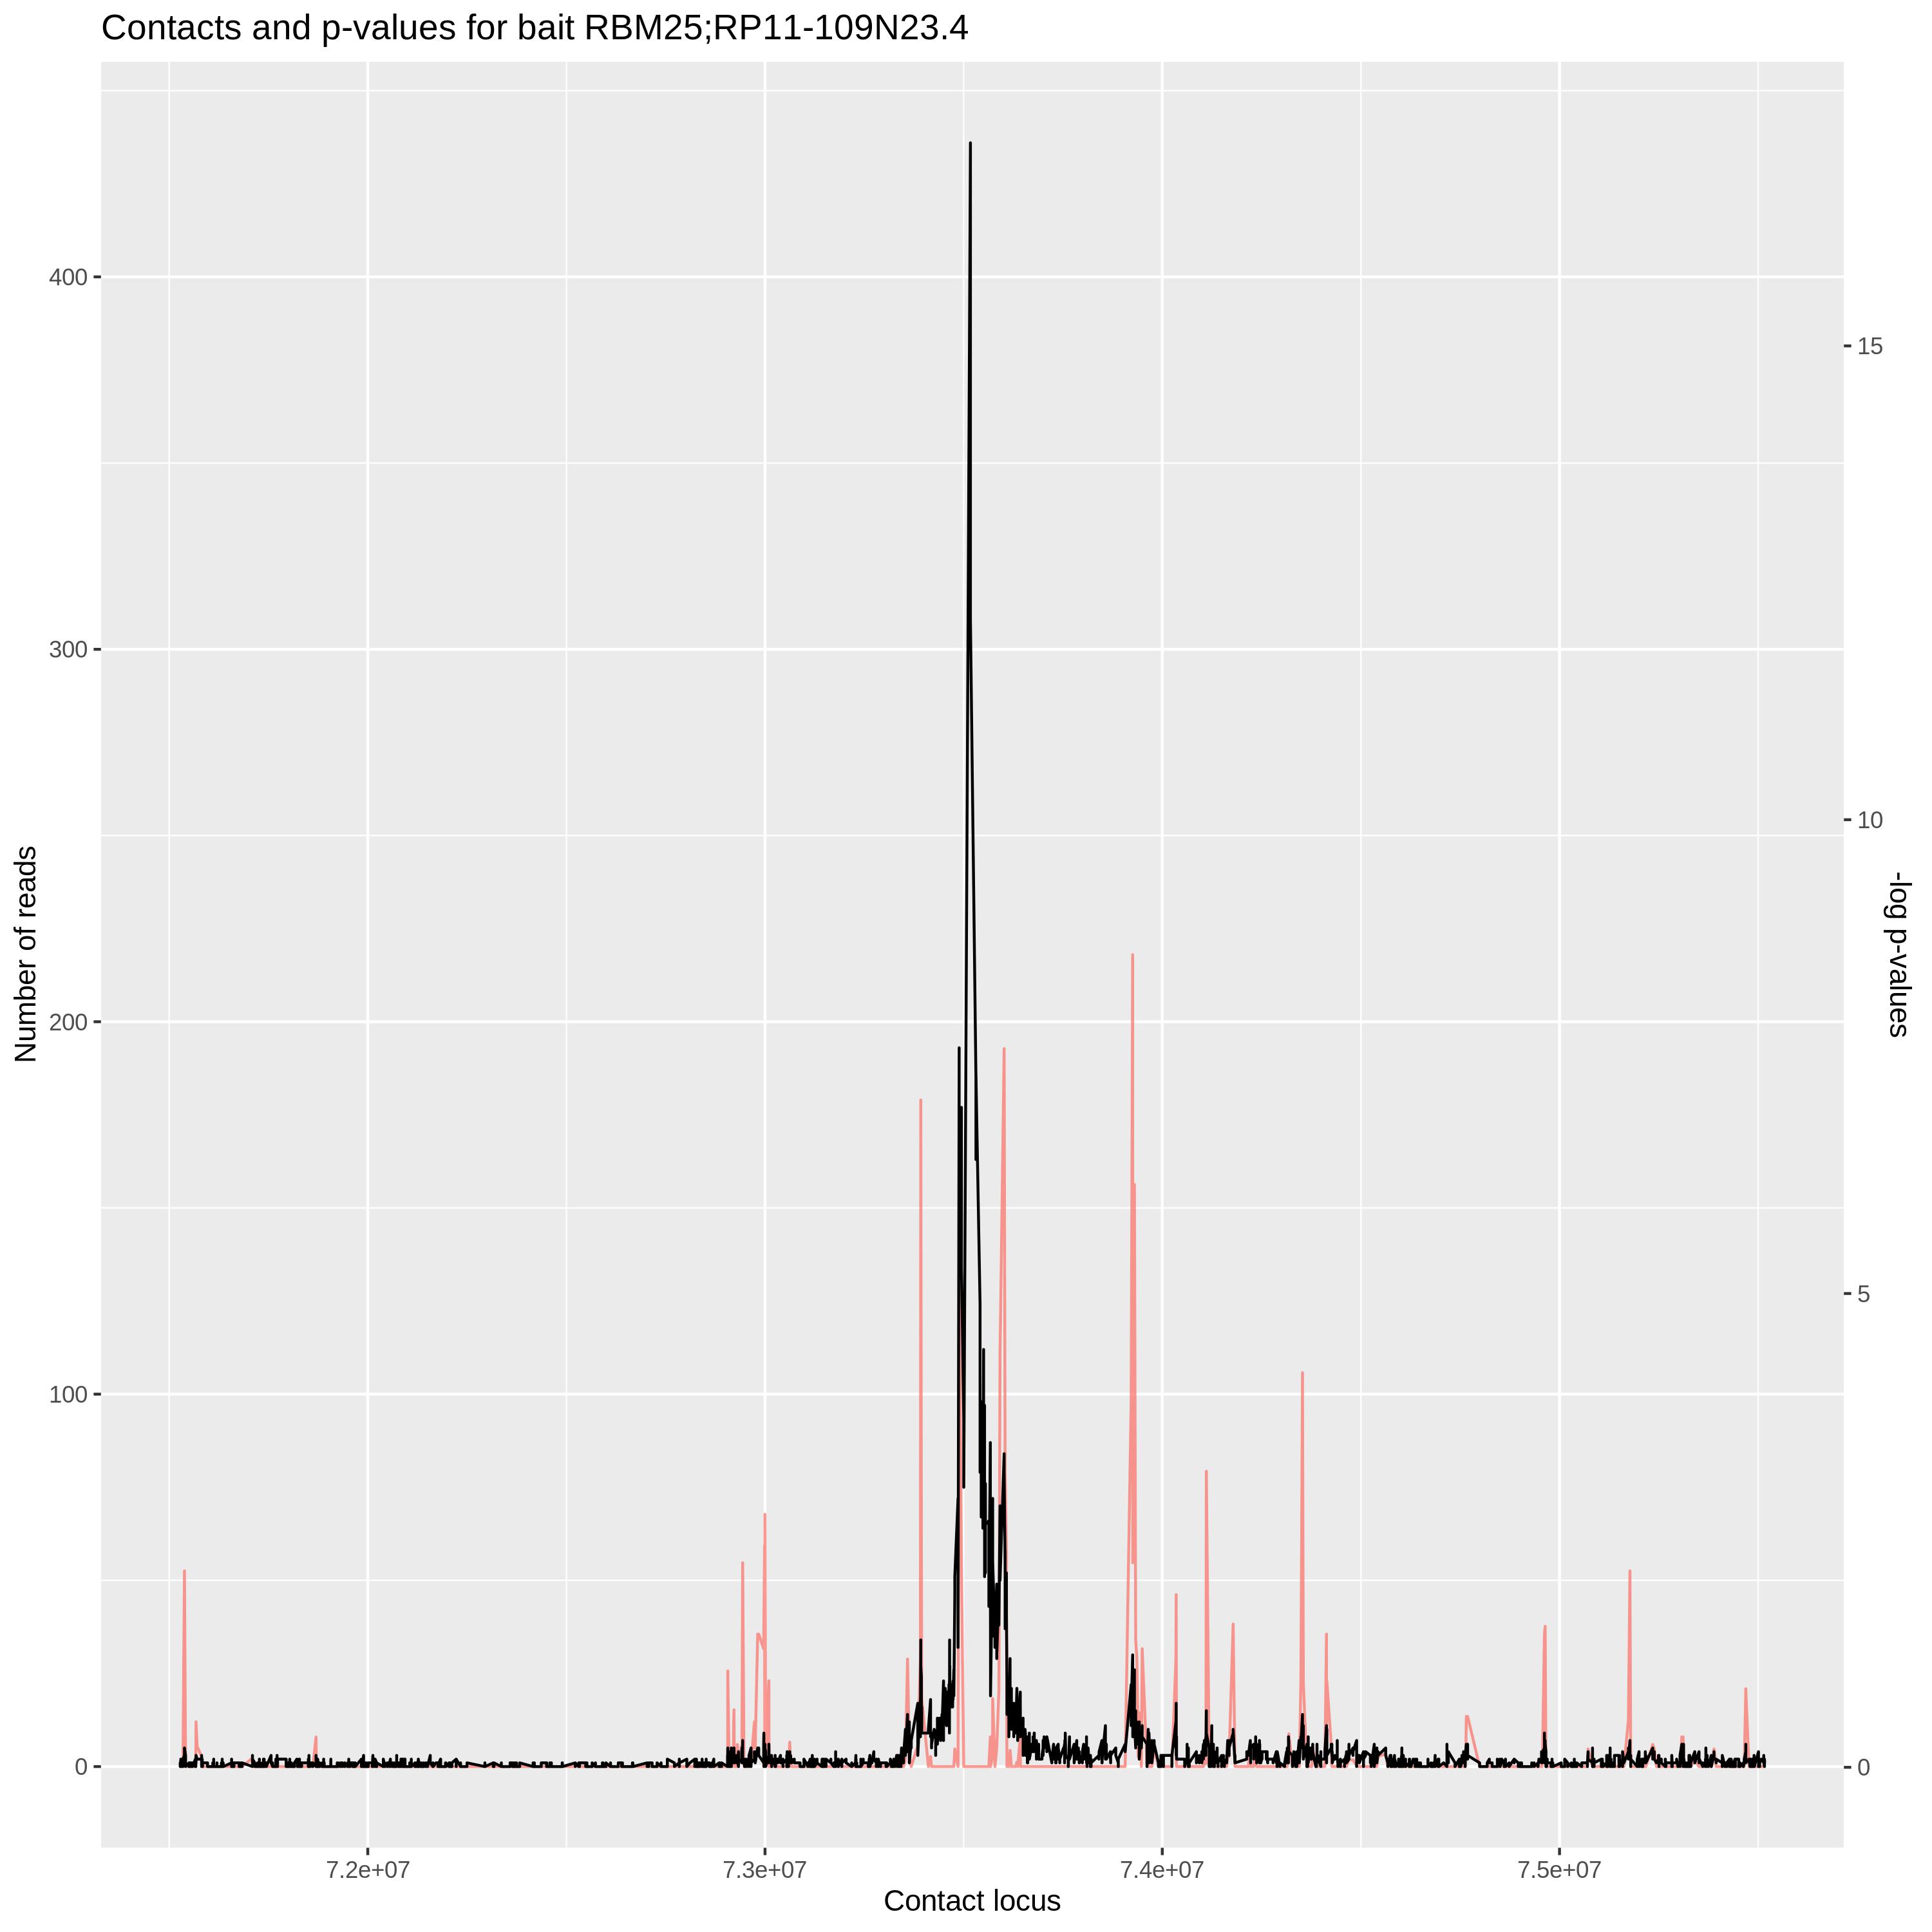 Contacts and p-values for bait RBM25;RP11-109N23.4
400
300
200
100
0
Number of reads
15
10
5
0
-log p-values
7.2e+07
7.3e+07
7.4e+07
7.5e+07
Contact locus